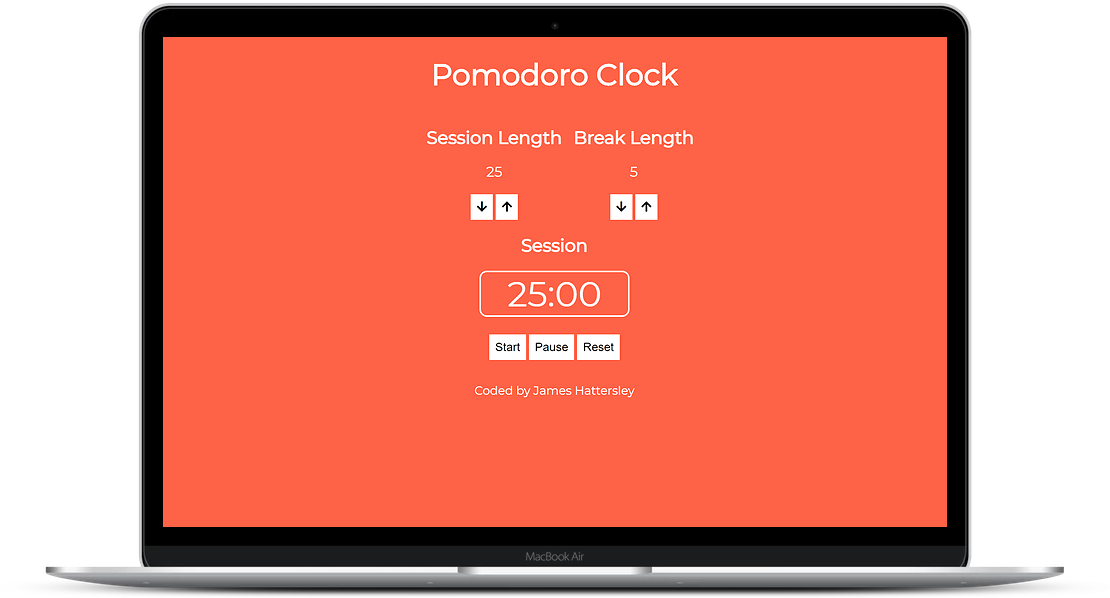 Pomodoro Clock
Session Length Break Length
25 5
↓ ↑ ↓ ↑
Session
25:00
Start Pause Reset
Coded by James Hattersley
MacBook Air